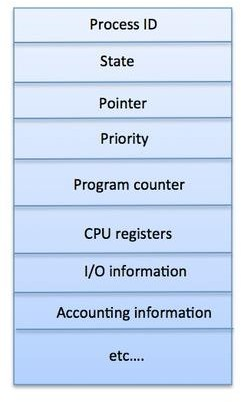 Process ID
State
Pointer
Priority
Program counter
CPU registers
I/O information
Accounting information
etc....